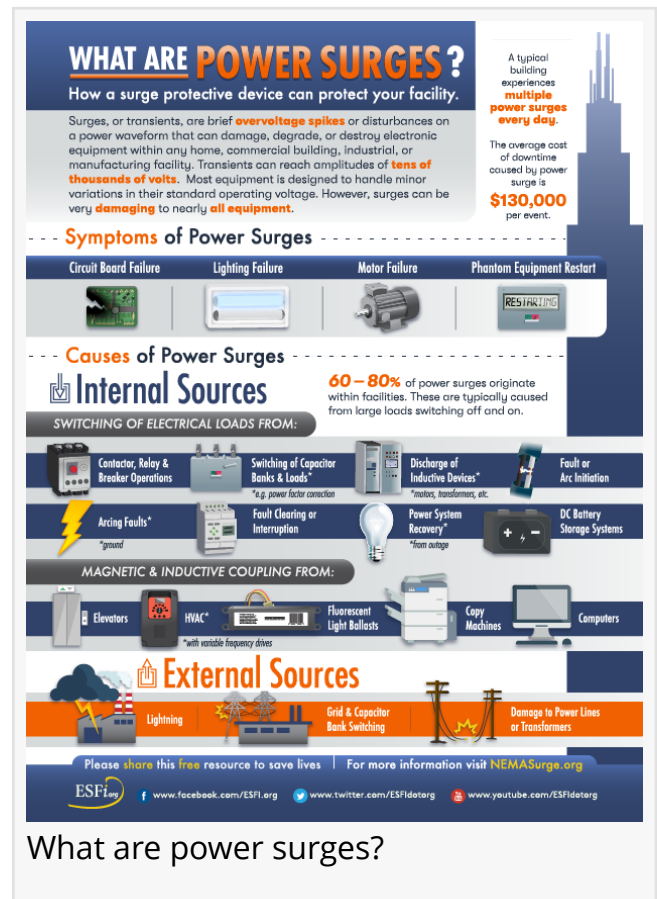 WHAT ARE POWER SURGES?
How a surge protective device can protect your facility.
Surges, or transients, are brief overvoltage spikes or disturbances on
a power waveform that can damage, degrade, or destroy electronic
equipment within any home, commercial building, industrial, or
manufacturing facility. Transients can reach amplitudes of tens of
thousands of volts. Most equipment is designed to handle minor
variations in their standard operating voltage. However, surges can be
very damaging to nearly all equipment.
A typical
building
experiences
multiple
power surges
every day.
The average cost
of downtime
caused by power
surge is
$130,000
per event.
Symptoms of Power Surges
Circuit Board Failure
Lighting Failure
Motor Failure
Phantom Equipment Restart
RESTARTING
Causes of Power Surges
Internal Sources
60 – 80% of power surges originate
within facilities. These are typically caused
from large loads switching off and on.
SWITCHING OF ELECTRICAL LOADS FROM:
Contactor, Relay &
Breaker Operations
Switching of Capacitor
Banks & Loads*
*e.g. power factor correction
Discharge of
Inductive Devices*
*motors, transformers, etc.
Fault or
Arc Initiation
Arcing Faults*
*ground
Fault Clearing or
Interruption
Power System
Recovery*
*from outage
DC Battery
Storage Systems
MAGNETIC & INDUCTIVE COUPLING FROM:
Elevators
HVAC*
*with variable frequency drives
Fluorescent
Light Ballasts
Copy
Machines
Computers
External Sources
Lightning
Grid & Capacitor
Bank Switching
Damage to Power Lines
or Transformers
Please share this free resource to save lives | For more information visit NEMASurge.org
ESFi.org
www.facebook.com/ESFI.org
www.twitter.com/ESFIdotorg
www.youtube.com/ESFIdotorg
What are power surges?